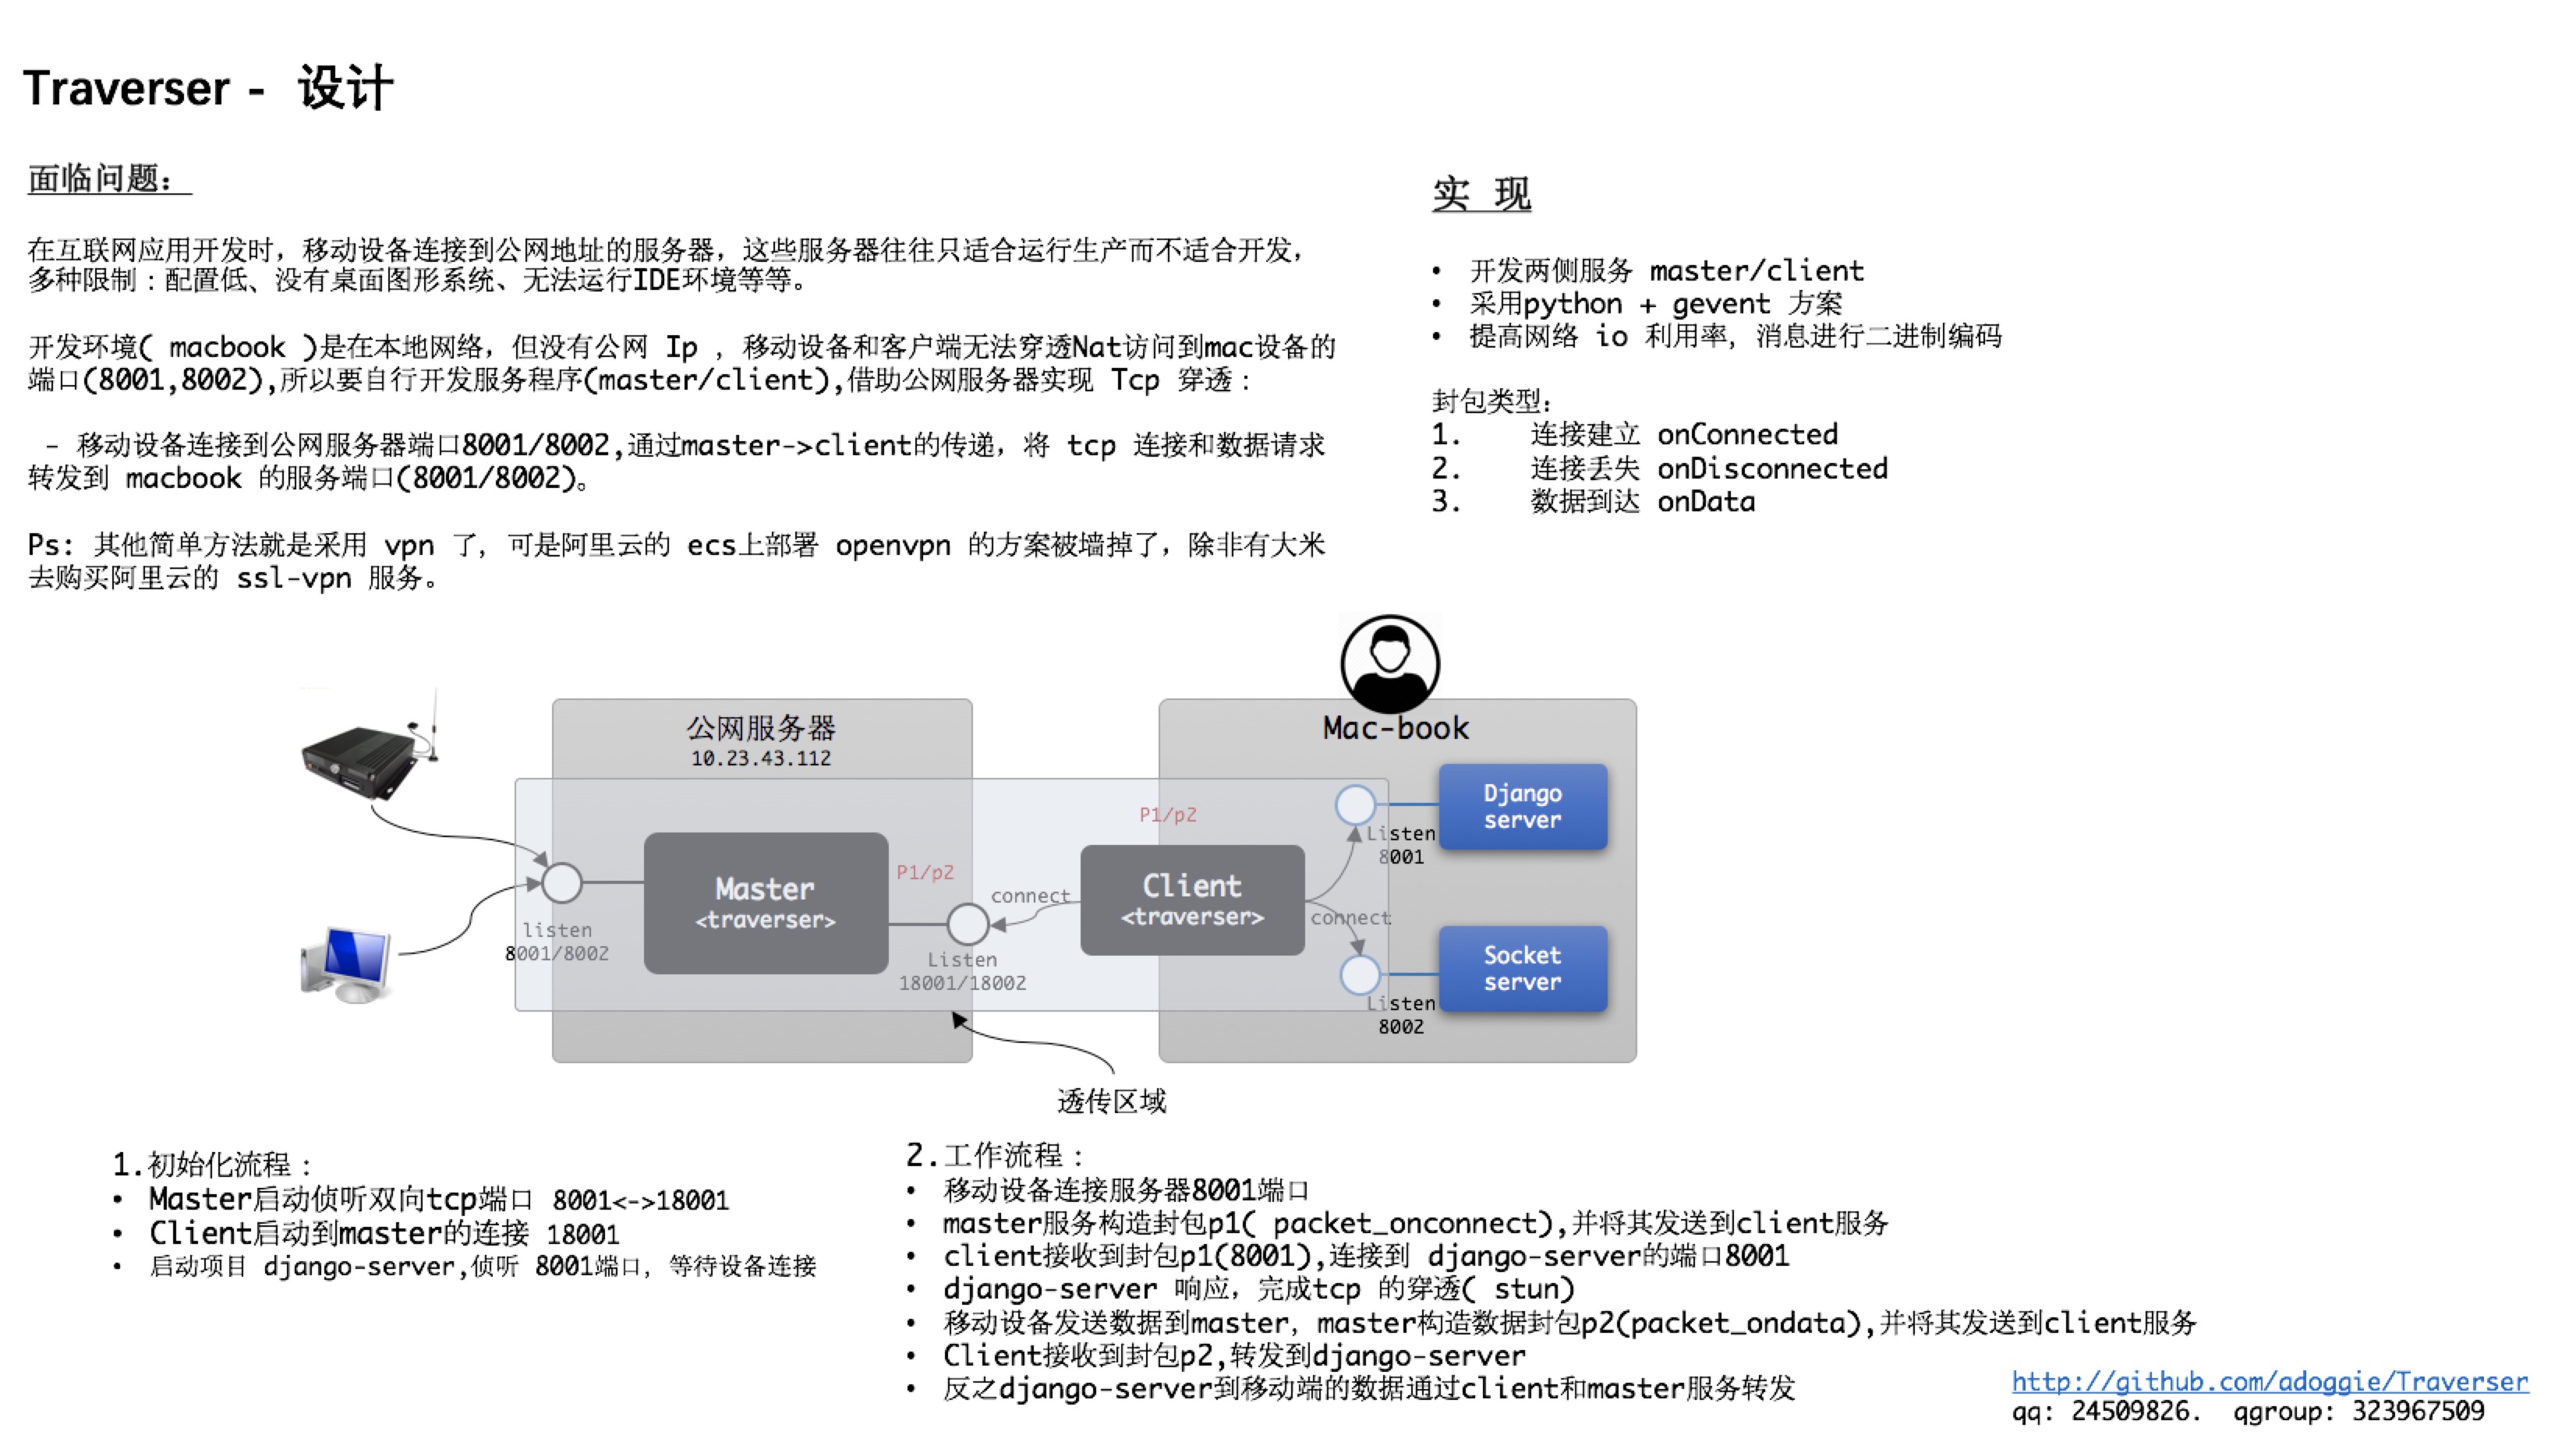 Traverser - 设计
面临问题：
在互联网应用开发时，移动设备连接到公网地址的服务器，这些服务器往往只适合运行生产而不适合开发，
多种限制：配置低、没有桌面图形系统、无法运行IDE环境等等。
开发环境( macbook )是在本地网络，但没有公网 Ip ，移动设备和客户端无法穿透Nat访问到mac设备的
端口(8001,8002),所以要自行开发服务程序(master/client),借助公网服务器实现 Tcp 穿透：
- 移动设备连接到公网服务器端口8001/8002,通过master->client的传递，将 tcp 连接和数据请求
转发到 macbook 的服务端口(8001/8002)。
Ps: 其他简单方法就是采用 vpn 了，可是阿里云的 ecs上部署 openvpn 的方案被墙掉了，除非有大米
去购买阿里云的 ssl-vpn 服务。
实 现
• 开发两侧服务 master/client
• 采用python + gevent 方案
• 提高网络 io 利用率，消息进行二进制编码
封包类型：
1. 连接建立 onConnected
2. 连接丢失 onDisconnected
3. 数据到达 onData
公网服务器
10.23.43.112
Mac-book
Master
<traverser>
listen
8001/8002
P1/p2
Listen
18001/18002
connect
P1/p2
Client
<traverser>
connect
Listen
8001
Django
server
Listen
8002
Socket
server
透传区域
1.初始化流程：
• Master启动侦听双向tcp端口 8001<->18001
• Client启动到master的连接 18001
• 启动项目 django-server,侦听 8001端口，等待设备连接
2.工作流程：
• 移动设备连接服务器8001端口
• master服务构造封包p1( packet_onconnect),并将其发送到client服务
• client接收到封包p1(8001),连接到 django-server的端口8001
• django-server 响应，完成tcp 的穿透( stun)
• 移动设备发送数据到master，master构造数据封包p2(packet_ondata),并将其发送到client服务
• Client接收到封包p2,转发到django-server
• 反之django-server到移动端的数据通过client和master服务转发
http://github.com/adoggie/Traverser
qq: 24509826. qgroup: 323967509